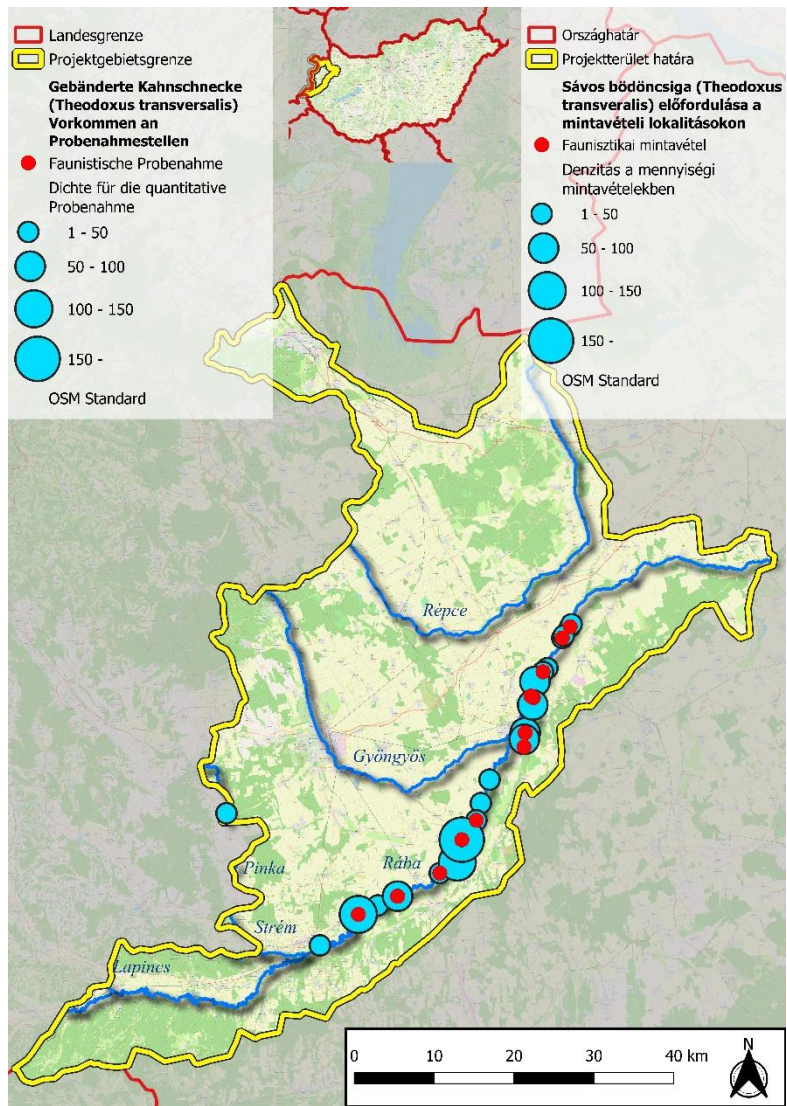 Landesgrenze
Projektgebietsgrenze
Gebänderte Kahnschnecke
(Theodoxus transversalis)
Vorkommen an
Probenahmestellen
Faunistische Probenahme
Dichte für die quantitative
Probenahme
1 - 50
50 - 100
100 - 150
150 -
OSM Standard
Országhatár
Projektterület határa
Sávos bödöncsiga (Theodoxus
transveralis) előfordulása a
mintavételi lokalitásokon
Faunisztikai mintavétel
Denzitás a mennyiségi
mintavételekben
1 - 50
50 - 100
100 - 150
150 -
OSM Standard
Répce
Gyöngyös
Pinka
Rába
Strém
Lapincs
0 10 20 30 40 km
N